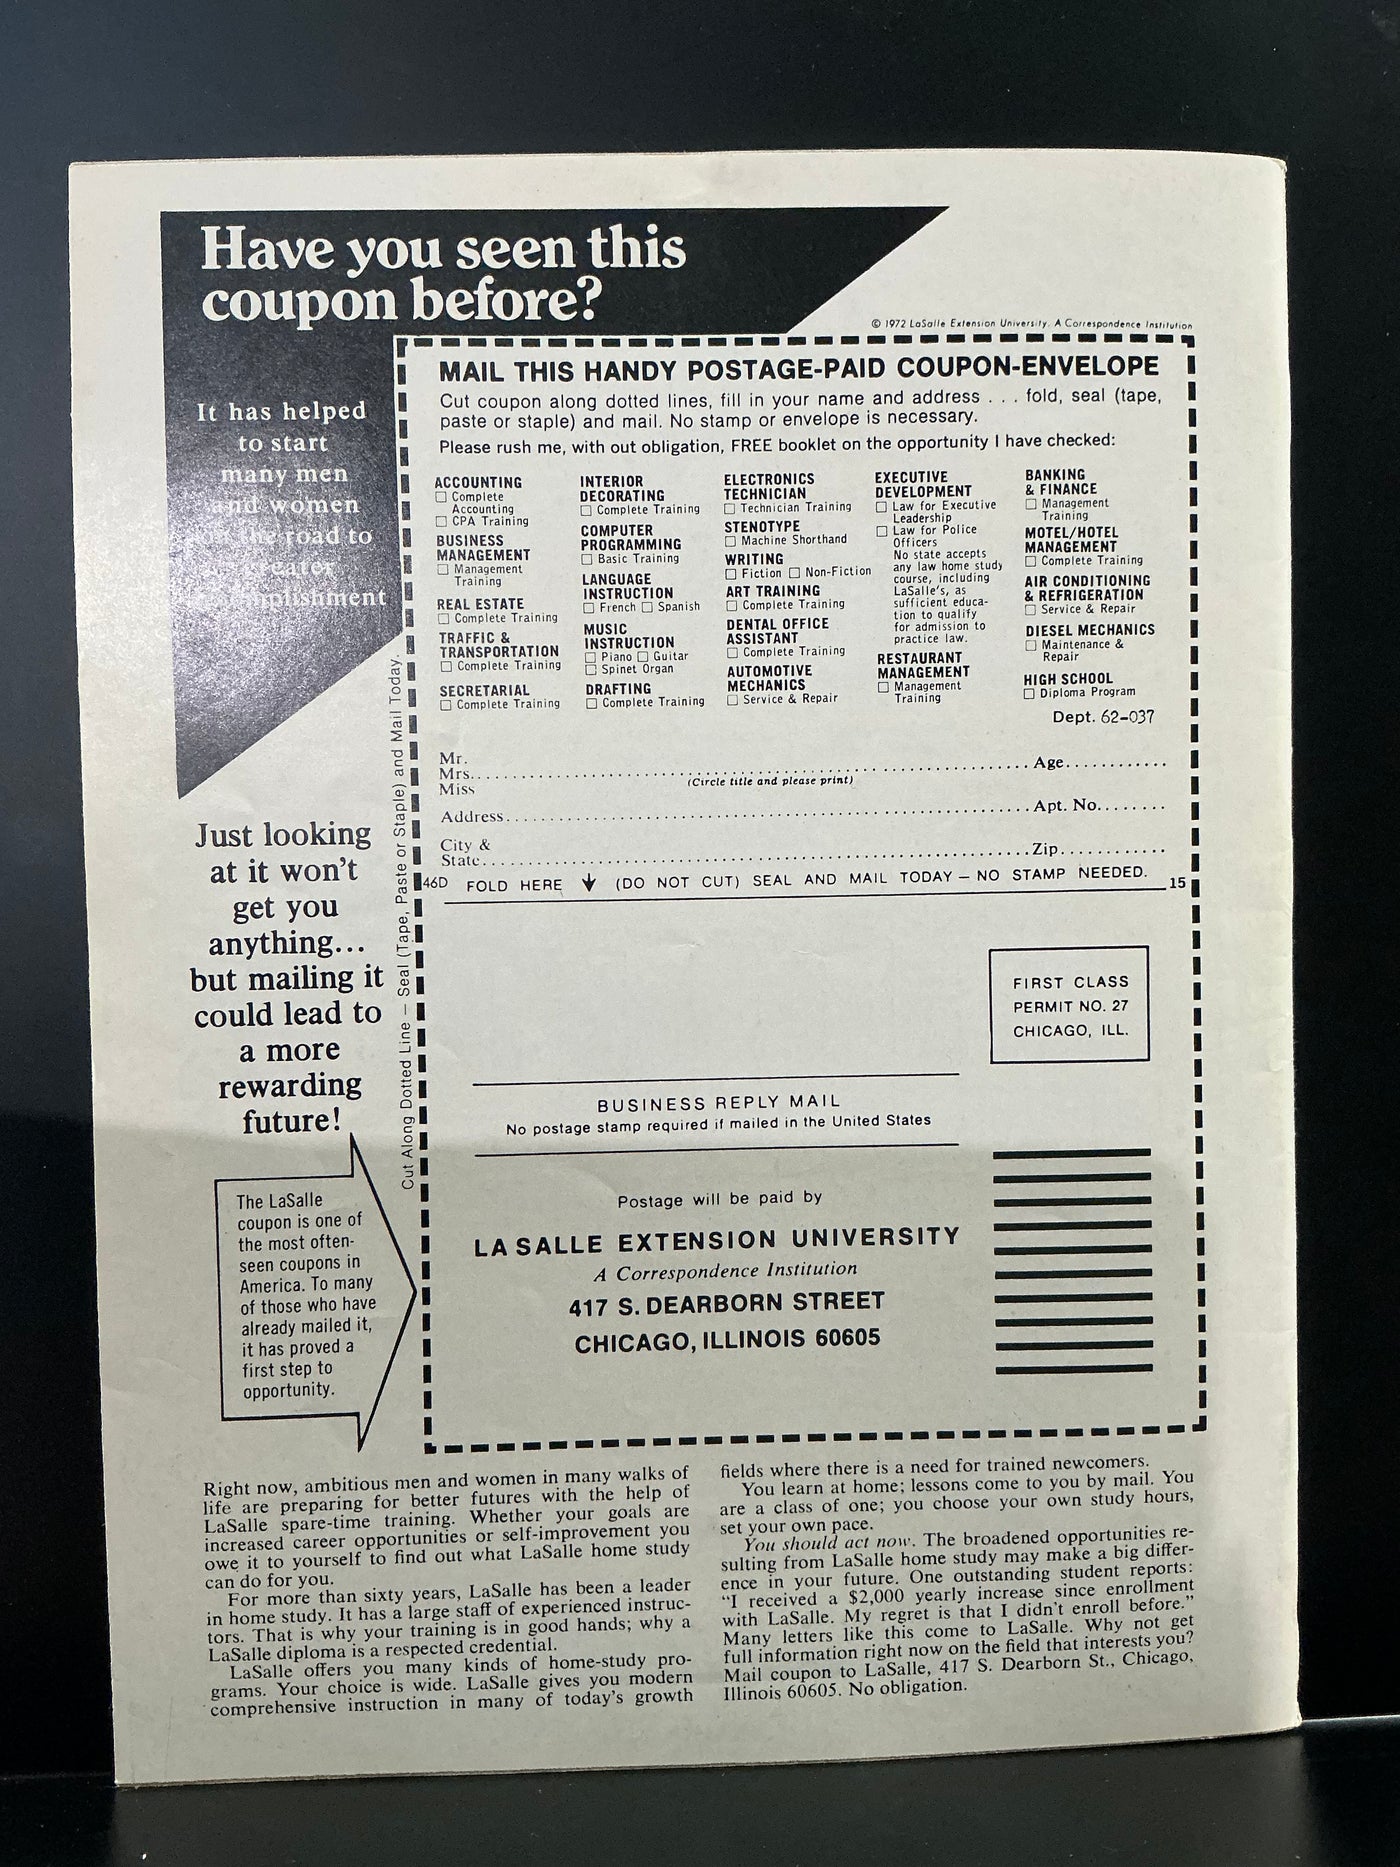 Have you seen this
coupon before?
© 1972 LaSalle Extension University. A Correspondence Institution
It has helped
to start
many men
and women
on the road to
greater
accomplishment
Just looking
at it won't
get you
anything...
but mailing it
could lead to
a more
rewarding
future!
The LaSalle
coupon is one of
the most often-
seen coupons in
America. To many
of those who have
already mailed it,
it has proved a
first step to
opportunity.
Cut Along Dotted Line – Seal (Tape, Paste or Staple) and Mail Today.
MAIL THIS HANDY POSTAGE-PAID COUPON-ENVELOPE
Cut coupon along dotted lines, fill in your name and address . . . fold, seal (tape,
paste or staple) and mail. No stamp or envelope is necessary.
Please rush me, with out obligation, FREE booklet on the opportunity I have checked:
ACCOUNTING
☐ Complete
Accounting
☐ CPA Training
BUSINESS
MANAGEMENT
☐ Management
Training
REAL ESTATE
☐ Complete Training
TRAFFIC &
TRANSPORTATION
☐ Complete Training
SECRETARIAL
☐ Complete Training
INTERIOR
DECORATING
☐ Complete Training
COMPUTER
PROGRAMMING
☐ Basic Training
LANGUAGE
INSTRUCTION
☐ French ☐ Spanish
MUSIC
INSTRUCTION
☐ Piano ☐ Guitar
☐ Spinet Organ
DRAFTING
☐ Complete Training
ELECTRONICS
TECHNICIAN
☐ Technician Training
STENOTYPE
☐ Machine Shorthand
WRITING
☐ Fiction ☐ Non-Fiction
ART TRAINING
☐ Complete Training
DENTAL OFFICE
ASSISTANT
☐ Complete Training
AUTOMOTIVE
MECHANICS
☐ Service & Repair
EXECUTIVE
DEVELOPMENT
☐ Law for Executive
Leadership
☐ Law for Police
Officers
No state accepts
any law home study
course, including
LaSalle's, as
sufficient educa-
tion to qualify
for admission to
practice law.
RESTAURANT
MANAGEMENT
☐ Management
Training
BANKING
& FINANCE
☐ Management
Training
MOTEL/HOTEL
MANAGEMENT
☐ Complete Training
AIR CONDITIONING
& REFRIGERATION
☐ Service & Repair
DIESEL MECHANICS
☐ Maintenance &
Repair
HIGH SCHOOL
☐ Diploma Program
Dept. 62-037
Mr.
Mrs. Age
Miss (Circle title and please print)
Address Apt. No.
City &
State Zip
46D FOLD HERE ↓ (DO NOT CUT) SEAL AND MAIL TODAY – NO STAMP NEEDED. 15
FIRST CLASS
PERMIT NO. 27
CHICAGO, ILL.
BUSINESS REPLY MAIL
No postage stamp required if mailed in the United States
Postage will be paid by
LA SALLE EXTENSION UNIVERSITY
A Correspondence Institution
417 S. DEARBORN STREET
CHICAGO, ILLINOIS 60605
Right now, ambitious men and women in many walks of
life are preparing for better futures with the help of
LaSalle spare-time training. Whether your goals are
increased career opportunities or self-improvement you
owe it to yourself to find out what LaSalle home study
can do for you.
For more than sixty years, LaSalle has been a leader
in home study. It has a large staff of experienced instruc-
tors. That is why your training is in good hands; why a
LaSalle diploma is a respected credential.
LaSalle offers you many kinds of home-study pro-
grams. Your choice is wide. LaSalle gives you modern
comprehensive instruction in many of today's growth
fields where there is a need for trained newcomers.
You learn at home; lessons come to you by mail. You
are a class of one; you choose your own study hours,
set your own pace.
You should act now. The broadened opportunities re-
sulting from LaSalle home study may make a big differ-
ence in your future. One outstanding student reports:
"I received a $2,000 yearly increase since enrollment
with LaSalle. My regret is that I didn't enroll before."
Many letters like this come to LaSalle. Why not get
full information right now on the field that interests you?
Mail coupon to LaSalle, 417 S. Dearborn St., Chicago,
Illinois 60605. No obligation.